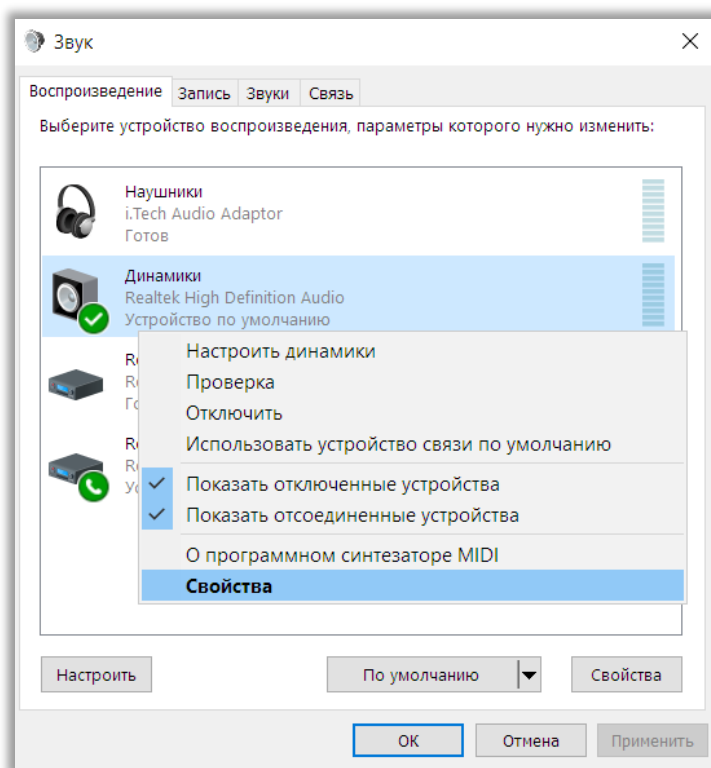 Звук
Воспроизведение Запись Звуки Связь
Выберите устройство воспроизведения, параметры которого нужно изменить:
Наушники
i.Tech Audio Adaptor
Готов
Динамики
Realtek High Definition Audio
Устройство по умолчанию
Настроить динамики
Проверка
Отключить
Использовать устройство связи по умолчанию
Показать отключенные устройства
Показать отсоединенные устройства
О программном синтезаторе MIDI
Свойства
Настроить По умолчанию Свойства
ОК Отмена Применить